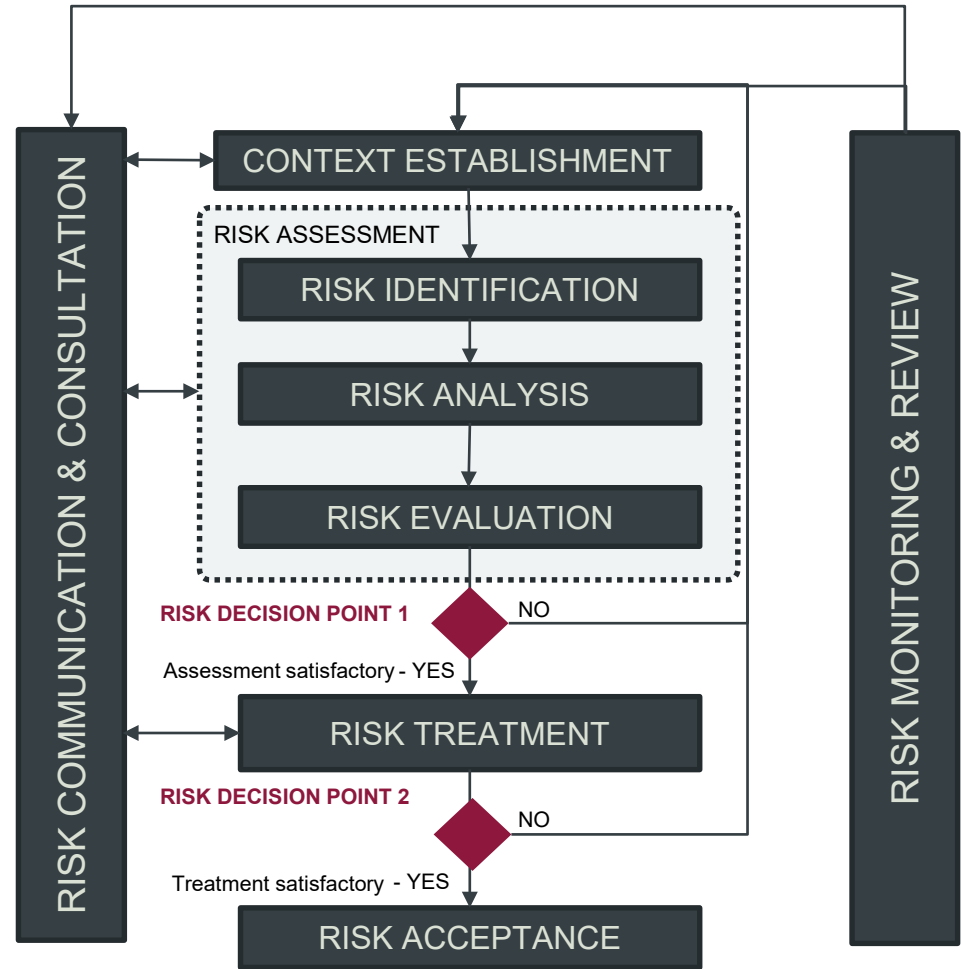 RISK COMMUNICATION & CONSULTATION
CONTEXT ESTABLISHMENT
RISK ASSESSMENT
RISK IDENTIFICATION
RISK ANALYSIS
RISK EVALUATION
RISK DECISION POINT 1
NO
Assessment satisfactory - YES
RISK TREATMENT
RISK DECISION POINT 2
NO
Treatment satisfactory - YES
RISK ACCEPTANCE
RISK MONITORING & REVIEW